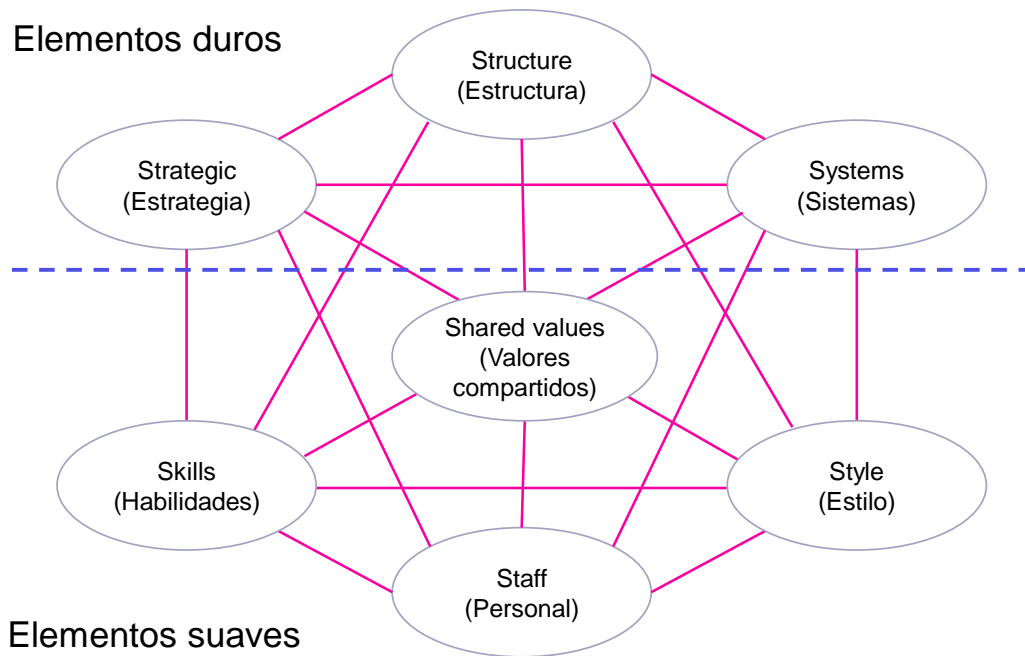 Elementos duros
Structure
(Estructura)
Strategic
(Estrategia)
Systems
(Sistemas)
Shared values
(Valores
compartidos)
Skills
(Habilidades)
Style
(Estilo)
Staff
(Personal)
Elementos suaves